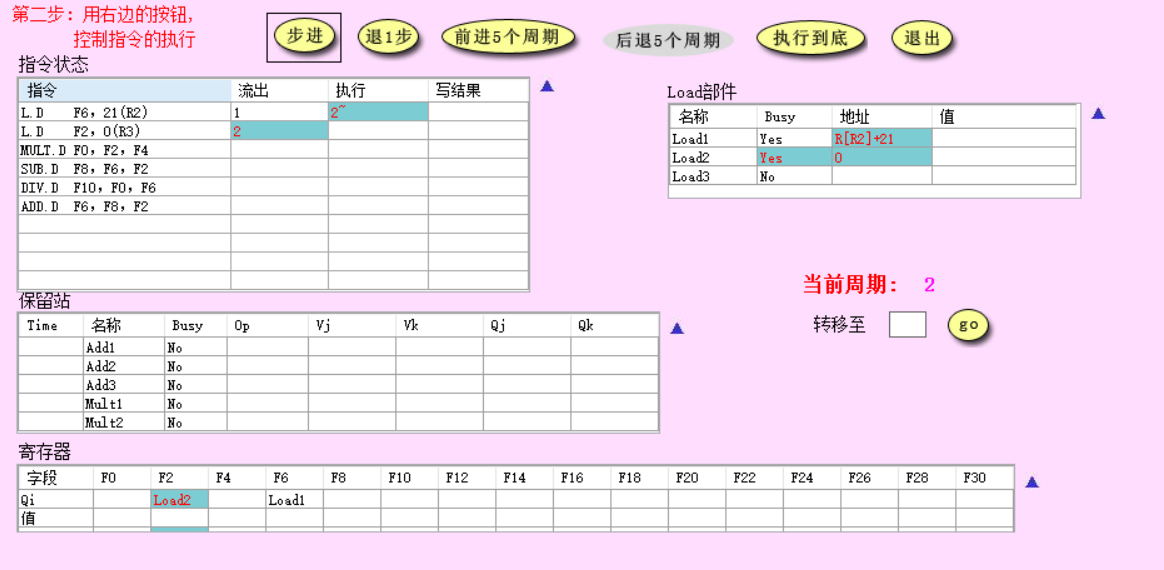 第二步：用右边的按钮，
控制指令的执行
步进 退1步 前进5个周期 后退5个周期 执行到底 退出
指令状态
指令 流出 执行 写结果
L.D F6，21(R2) 1 2~
L.D F2，0(R3) 2
MULT.D F0，F2，F4
SUB.D F8，F6，F2
DIV.D F10，F0，F6
ADD.D F6，F8，F2
Load部件
名称 Busy 地址 值
Load1 Yes R[R2]+21
Load2 Yes 0
Load3 No
当前周期： 2
转移至 go
保留站
Time 名称 Busy Op Vj Vk Qj Qk
Add1 No
Add2 No
Add3 No
Mult1 No
Mult2 No
寄存器
字段 F0 F2 F4 F6 F8 F10 F12 F14 F16 F18 F20 F22 F24 F26 F28 F30
Qi Load2 Load1
值